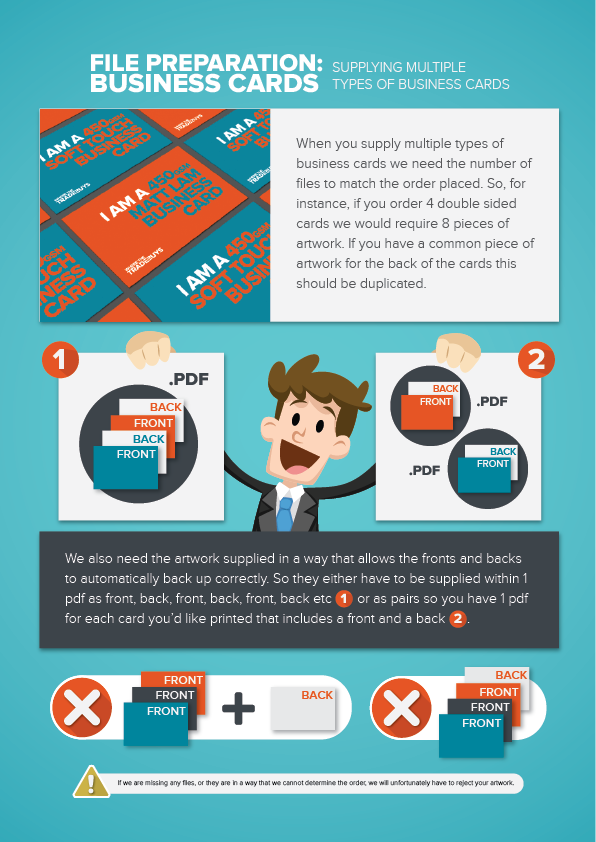 FILE PREPARATION:
BUSINESS CARDS
SUPPLYING MULTIPLE
TYPES OF BUSINESS CARDS
I AM A 450GSM
SOFT TOUCH
BUSINESS
CARD
TRADEBUYS
I AM A 450GSM
MATT LAM
BUSINESS
CARD
TRADEBUYS
I AM A 450GSM
SOFT TOUCH
BUSINESS
When you supply multiple types of
business cards we need the number of
files to match the order placed. So, for
instance, if you order 4 double sided
cards we would require 8 pieces of
artwork. If you have a common piece of
artwork for the back of the cards this
should be duplicated.
1
.PDF
BACK
FRONT
BACK
FRONT
2
BACK
FRONT
.PDF
.PDF
BACK
FRONT
We also need the artwork supplied in a way that allows the fronts and backs
to automatically back up correctly. So they either have to be supplied within 1
pdf as front, back, front, back, front, back etc 1 or as pairs so you have 1 pdf
for each card you'd like printed that includes a front and a back 2.
FRONT
FRONT
FRONT
+
BACK
BACK
FRONT
FRONT
FRONT
If we are missing any files, or they are in a way that we cannot determine the order, we will unfortunately have to reject your artwork.